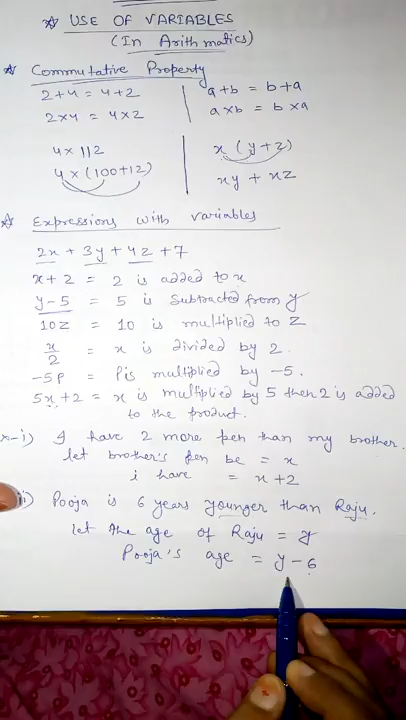 ☆ USE OF VARIABLES
(In Arithmatics)
☆ Commutative Property
2+4 = 4+2
2×4 = 4×2
a+b = b+a
a×b = b×a
4×112
4×(100+12)
x(y+z)
xy + xz
☆ Expressions with variables
2x + 3y + 4z + 7
x+2 = 2 is added to x
y-5 = 5 is Subtracted from y
10z = 10 is multiplied to z
x/2 = x is divided by 2.
-5P = P is multiplied by -5.
5x+2 = x is multiplied by 5 then 2 is added
to the product.
x-i) I have 2 more pen than my brother.
let brother's pen be = x
i have = x+2
i) Pooja is 6 years younger than Raju.
let the age of Raju = y
Pooja's age = y-6